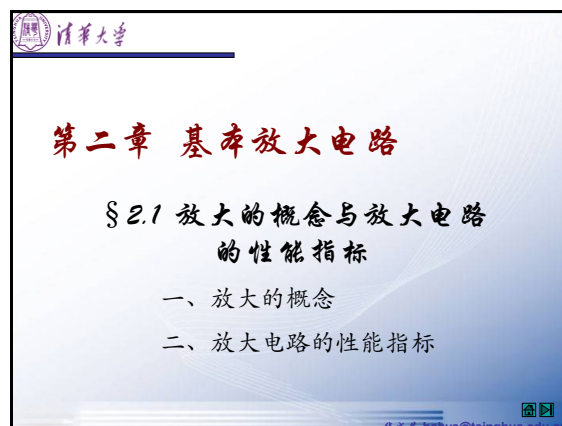 清华大学
第二章 基本放大电路
§2.1 放大的概念与放大电路
的性能指标
一、放大的概念
二、放大电路的性能指标